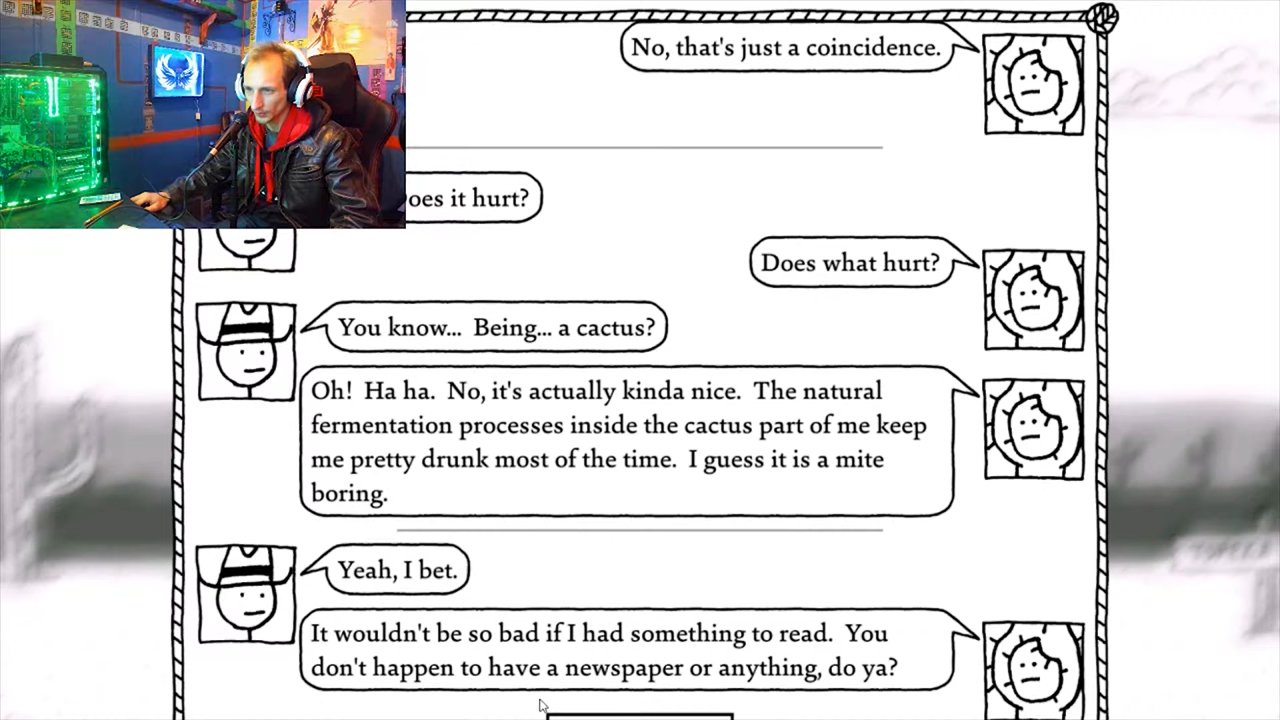 No, that's just a coincidence.
oes it hurt?
Does what hurt?
You know... Being... a cactus?
Oh! Ha ha. No, it's actually kinda nice. The natural
fermentation processes inside the cactus part of me keep
me pretty drunk most of the time. I guess it is a mite
boring.
Yeah, I bet.
It wouldn't be so bad if I had something to read. You
don't happen to have a newspaper or anything, do ya?